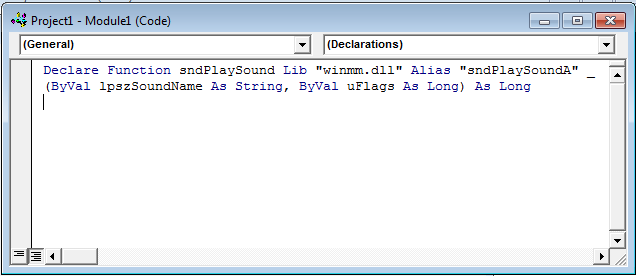 Project1 - Module1 (Code)
(General) (Declarations)
Declare Function sndPlaySound Lib "winmm.dll" Alias "sndPlaySoundA" _
(ByVal lpszSoundName As String, ByVal uFlags As Long) As Long